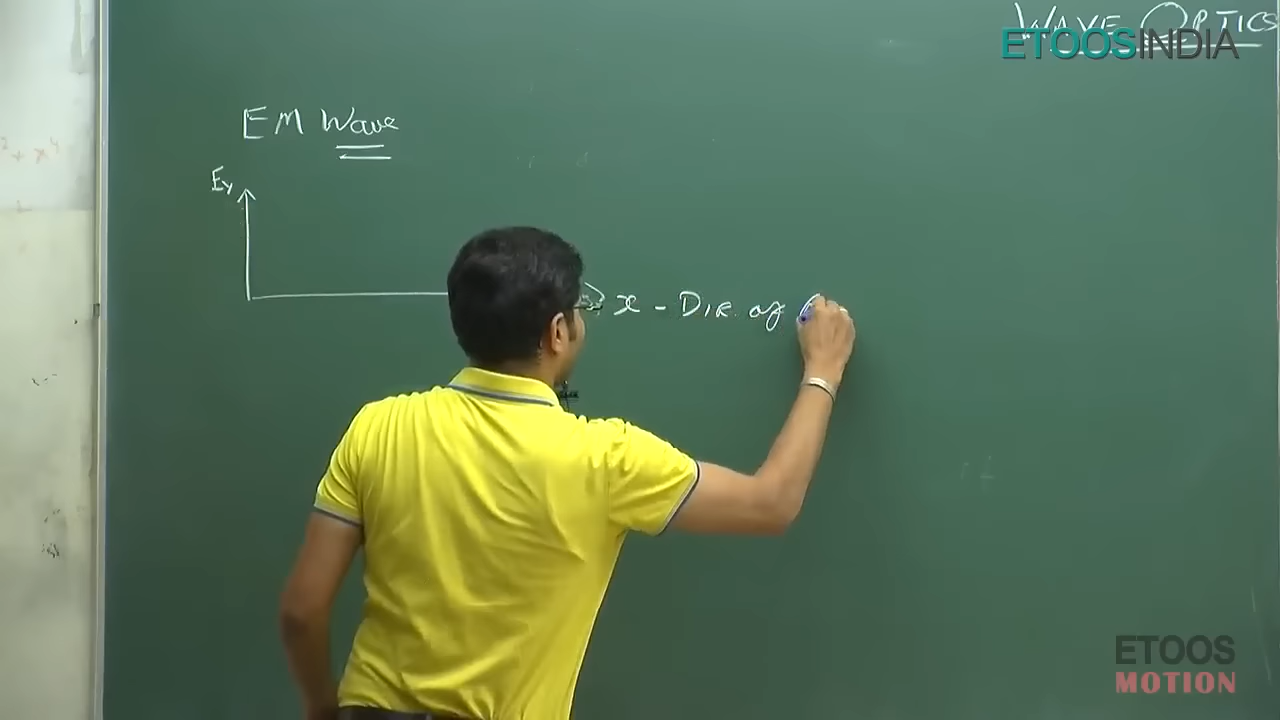 WAVE OPTICS
ETOOSINDIA
EM Wave
Ey
x - DIR. of
ETOOS
MOTION